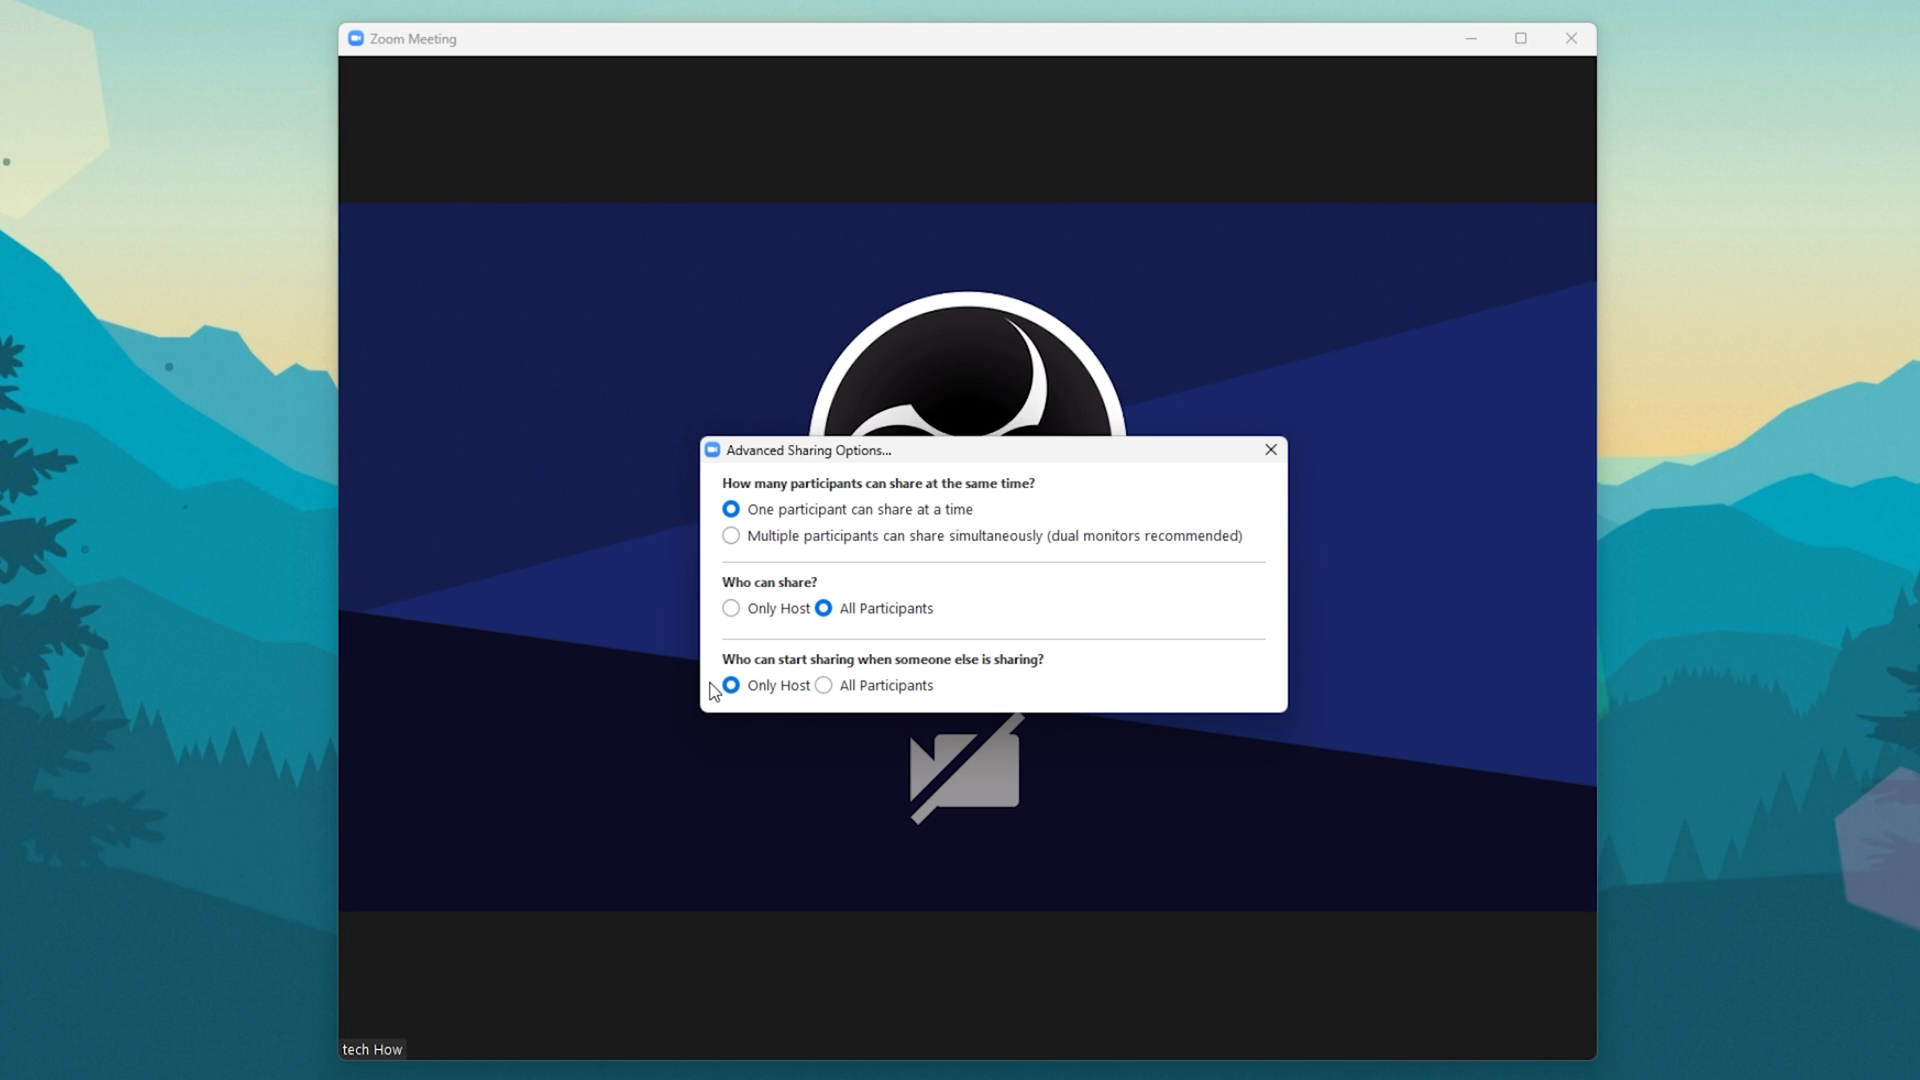 Zoom Meeting
Advanced Sharing Options...
How many participants can share at the same time?
One participant can share at a time
Multiple participants can share simultaneously (dual monitors recommended)
Who can share?
Only Host All Participants
Who can start sharing when someone else is sharing?
Only Host All Participants
tech How